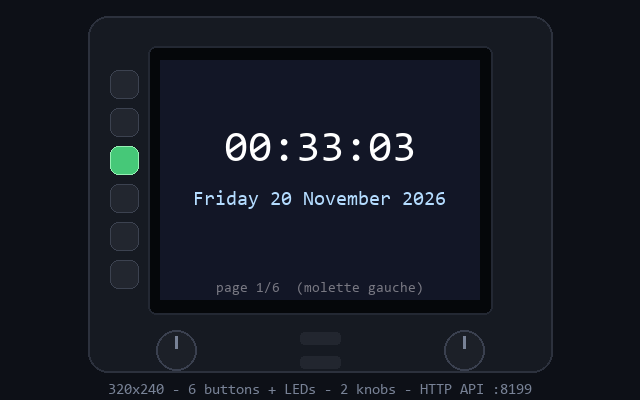 00:33:03
Friday 20 November 2026
page 1/6  (molette gauche)
320x240 - 6 buttons + LEDs - 2 knobs - HTTP API :8199